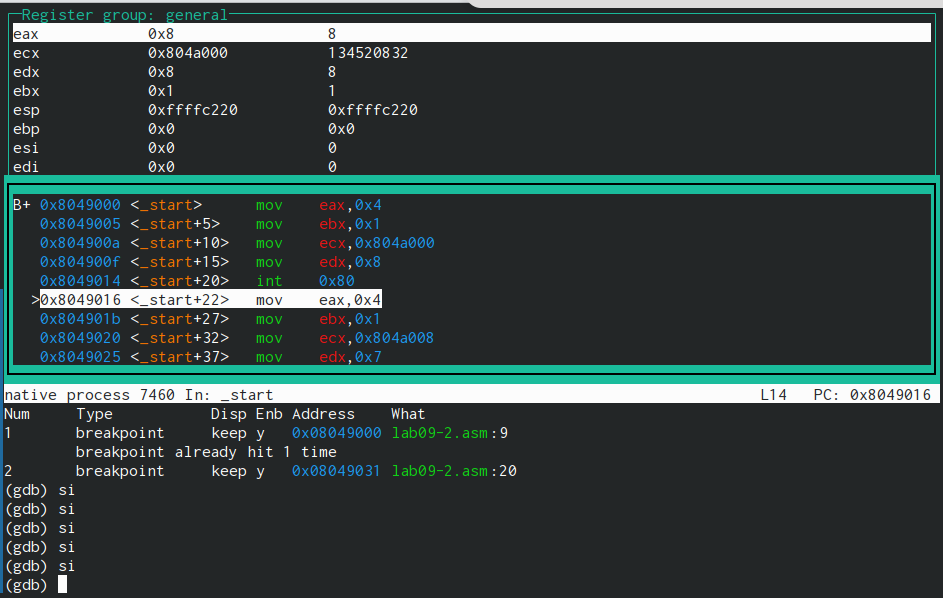 Register group: general
eax 0x8 8
ecx 0x804a000 134520832
edx 0x8 8
ebx 0x1 1
esp 0xffffc220 0xffffc220
ebp 0x0 0x0
esi 0x0 0
edi 0x0 0
B+ 0x8049000 <_start> mov eax,0x4
0x8049005 <_start+5> mov ebx,0x1
0x804900a <_start+10> mov ecx,0x804a000
0x804900f <_start+15> mov edx,0x8
0x8049014 <_start+20> int 0x80
>0x8049016 <_start+22> mov eax,0x4
0x804901b <_start+27> mov ebx,0x1
0x8049020 <_start+32> mov ecx,0x804a008
0x8049025 <_start+37> mov edx,0x7
native process 7460 In: _start L14 PC: 0x8049016
Num Type Disp Enb Address What
1 breakpoint keep y 0x08049000 lab09-2.asm:9
breakpoint already hit 1 time
2 breakpoint keep y 0x08049031 lab09-2.asm:20
(gdb) si
(gdb) si
(gdb) si
(gdb) si
(gdb) si
(gdb)